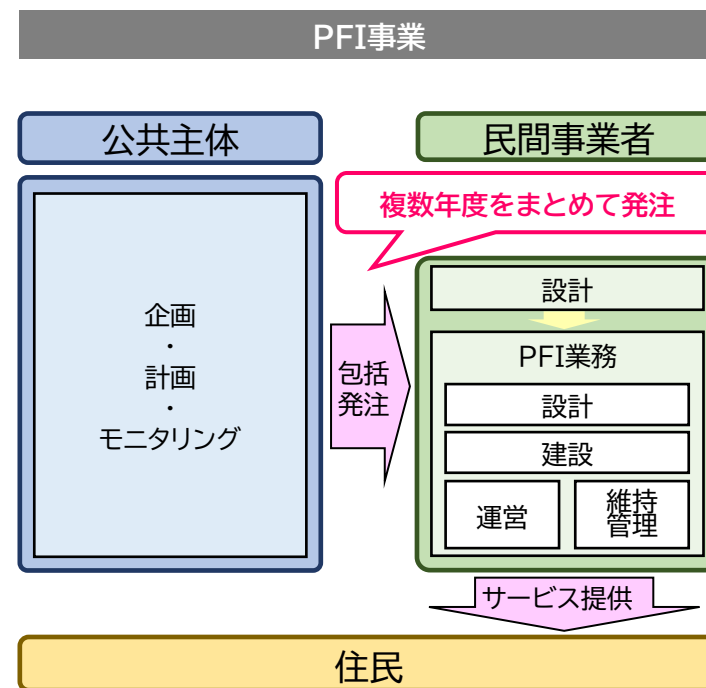 PFI事業
公共主体
民間事業者
複数年度をまとめて発注
企画
・
計画
・
モニタリング
包括
発注
設計
PFI業務
設計
建設
運営
維持
管理
サービス提供
住民